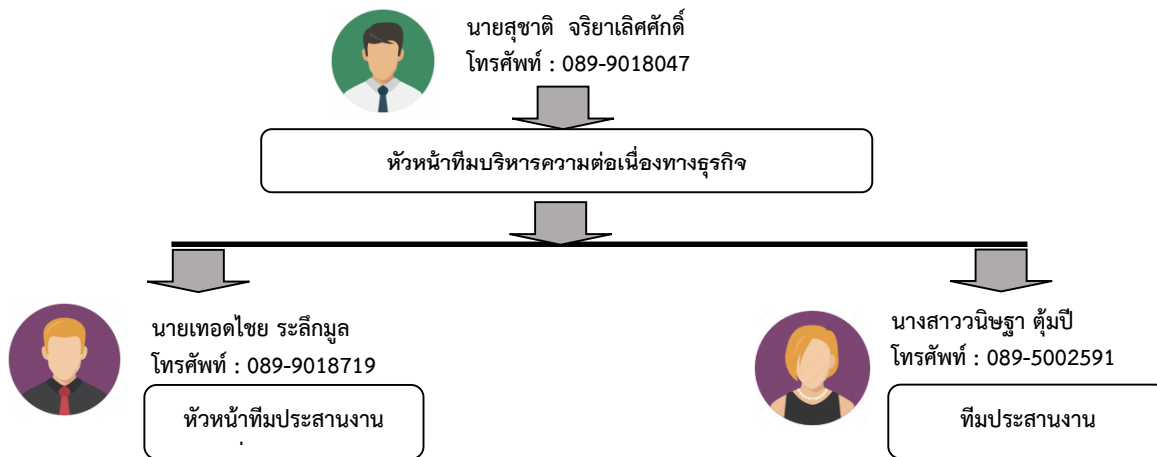 นายสุชาติ จริยาเลิศศักดิ์
โทรศัพท์ : 089-9018047
หัวหน้าทีมบริหารความต่อเนื่องทางธุรกิจ
นายเทอดไชย ระลึกมูล
โทรศัพท์ : 089-9018719
หัวหน้าทีมประสานงาน
นางสาววนิษฐา ตุ้มปี
โทรศัพท์ : 089-5002591
ทีมประสานงาน